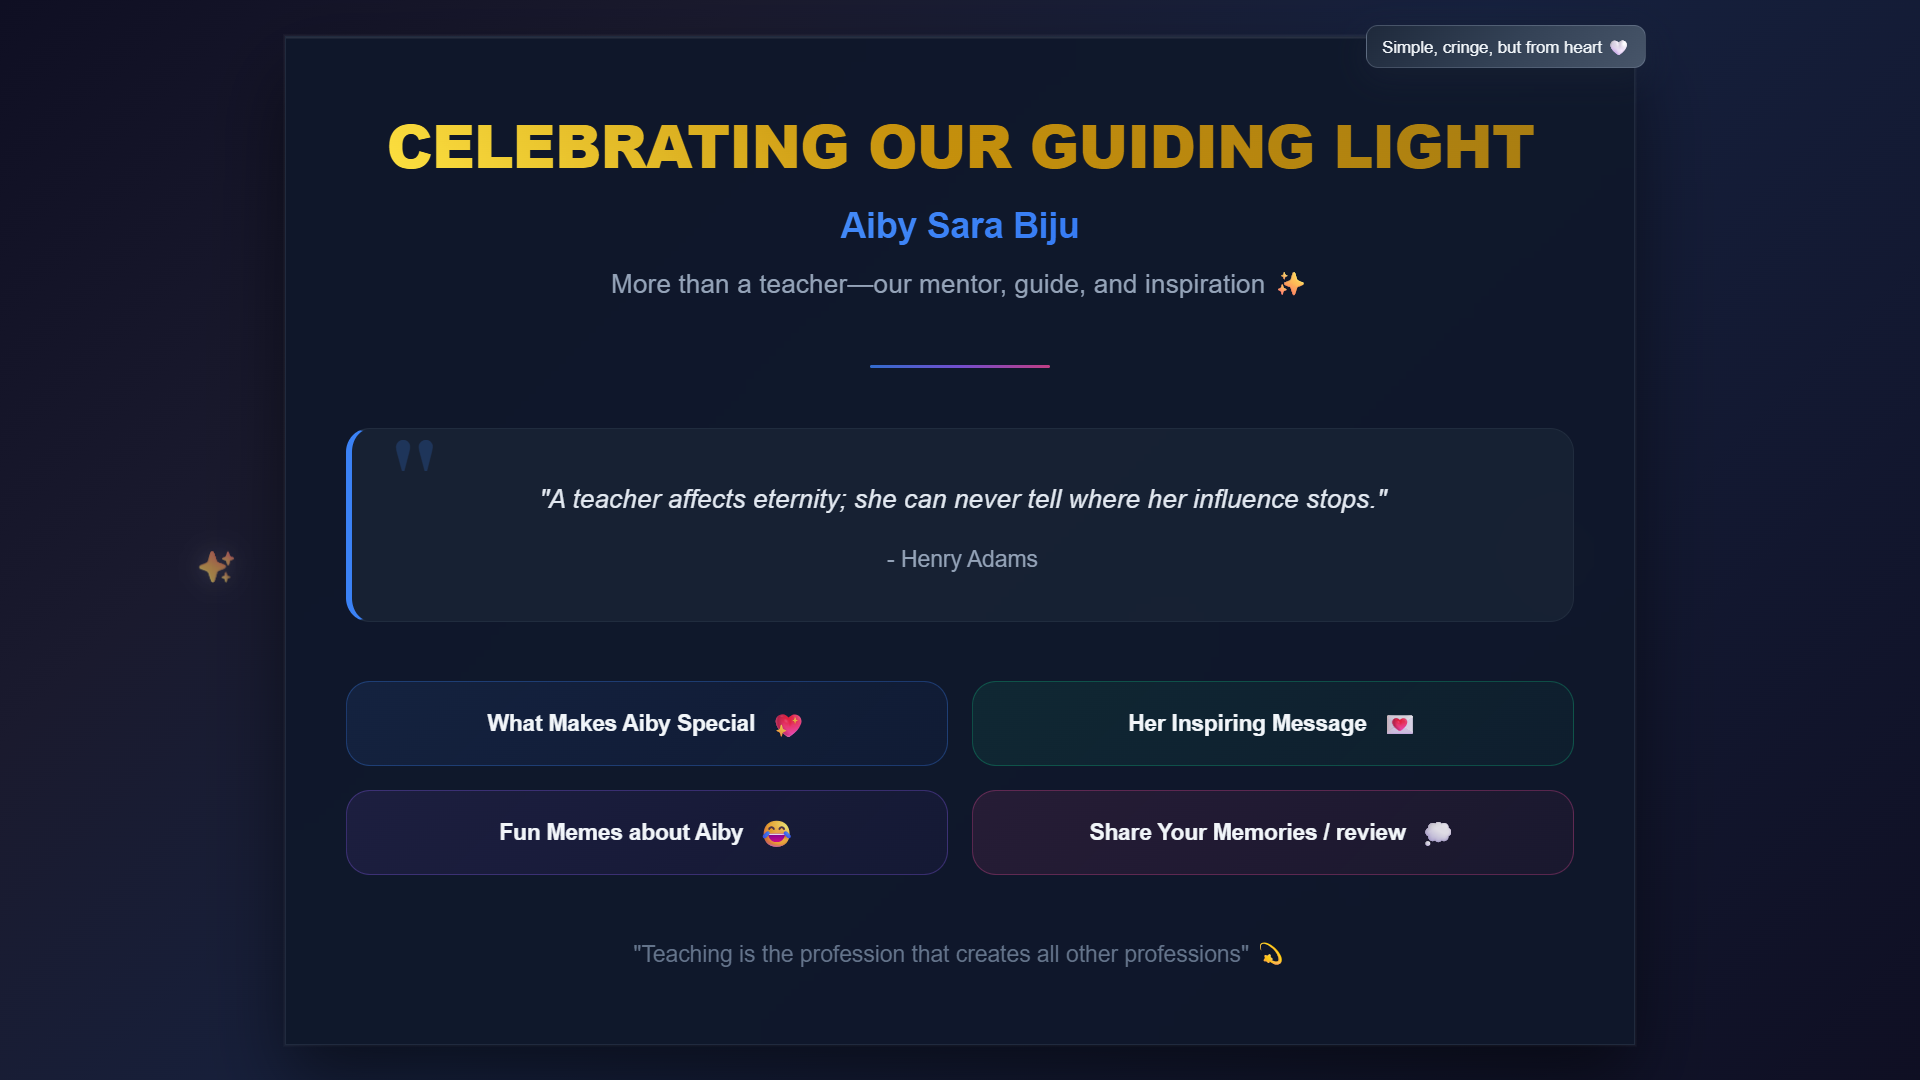 Simple, cringe, but from heart 🤍
CELEBRATING OUR GUIDING LIGHT
Aiby Sara Biju
More than a teacher—our mentor, guide, and inspiration ✨
"
"A teacher affects eternity; she can never tell where her influence stops."
- Henry Adams
What Makes Aiby Special 💖
Her Inspiring Message 💌
Fun Memes about Aiby 😂
Share Your Memories / review 💭
"Teaching is the profession that creates all other professions" 💫